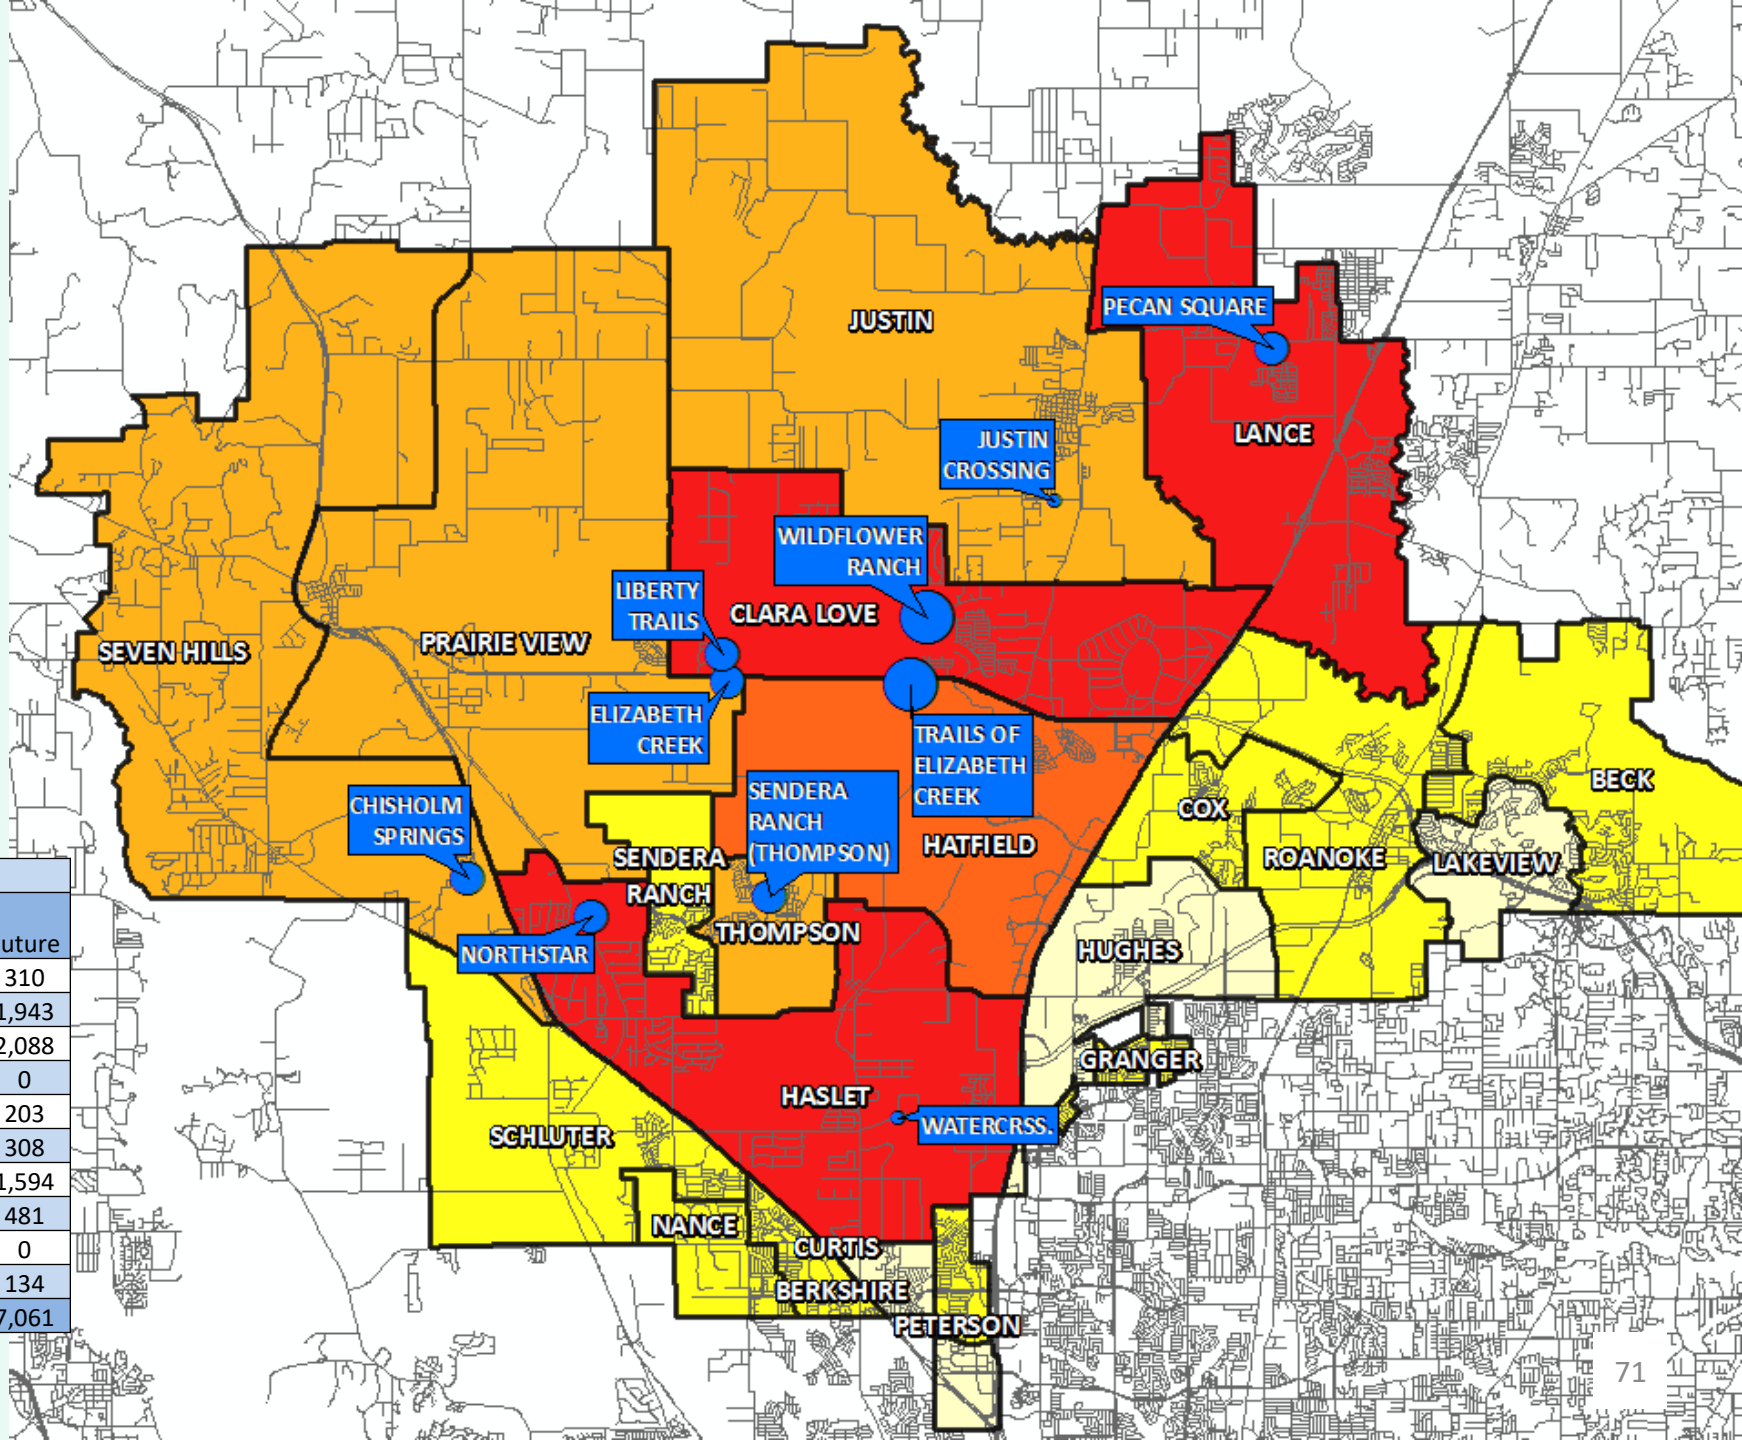 JUSTIN
PECAN SQUARE
LANCE
JUSTIN
CROSSING
WILDFLOWER
RANCH
LIBERTY
TRAILS
CLARA LOVE
SEVEN HILLS
PRAIRIE VIEW
ELIZABETH
CREEK
TRAILS OF
ELIZABETH
CREEK
BECK
CHISHOLM
SPRINGS
SENDERA
RANCH
(THOMPSON)
COX
HATFIELD
SENDERA
RANCH
ROANOKE
LAKEVIEW
THOMPSON
NORTHSTAR
HUGHES
GRANGER
HASLET
WATERCRSS.
SCHLUTER
NANCE
CURTIS
BERKSHIRE
PETERSON
uture
310
1,943
2,088
0
203
308
1,594
481
0
134
7,061
71